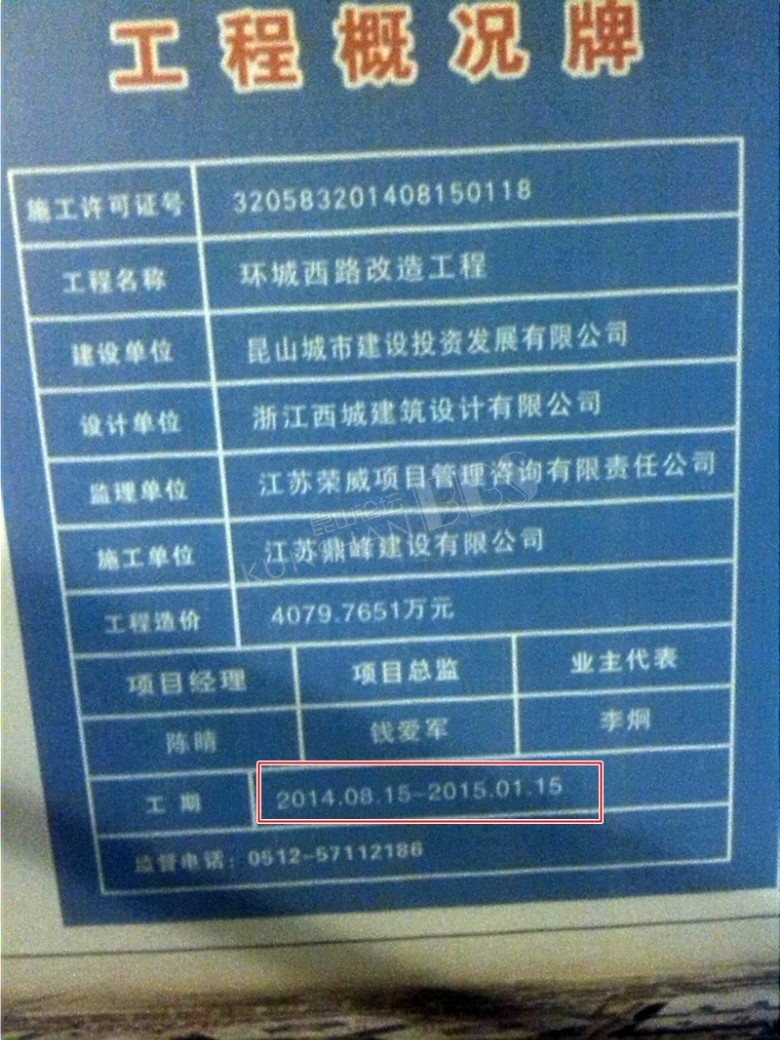 工程概况牌
施工许可证号 320583201408150118
工程名称 环城西路改造工程
建设单位 昆山城市建设投资发展有限公司
设计单位 浙江西城建筑设计有限公司
监理单位 江苏荣威项目管理咨询有限责任公司
施工单位 江苏鼎峰建设有限公司
工程造价 4079.7651万元
项目经理 项目总监 业主代表
陈晴 钱爱军 李炯
工期 2014.08.15-2015.01.15
监督电话：0512-57112186
昆山论坛
KUNSHAN BBS